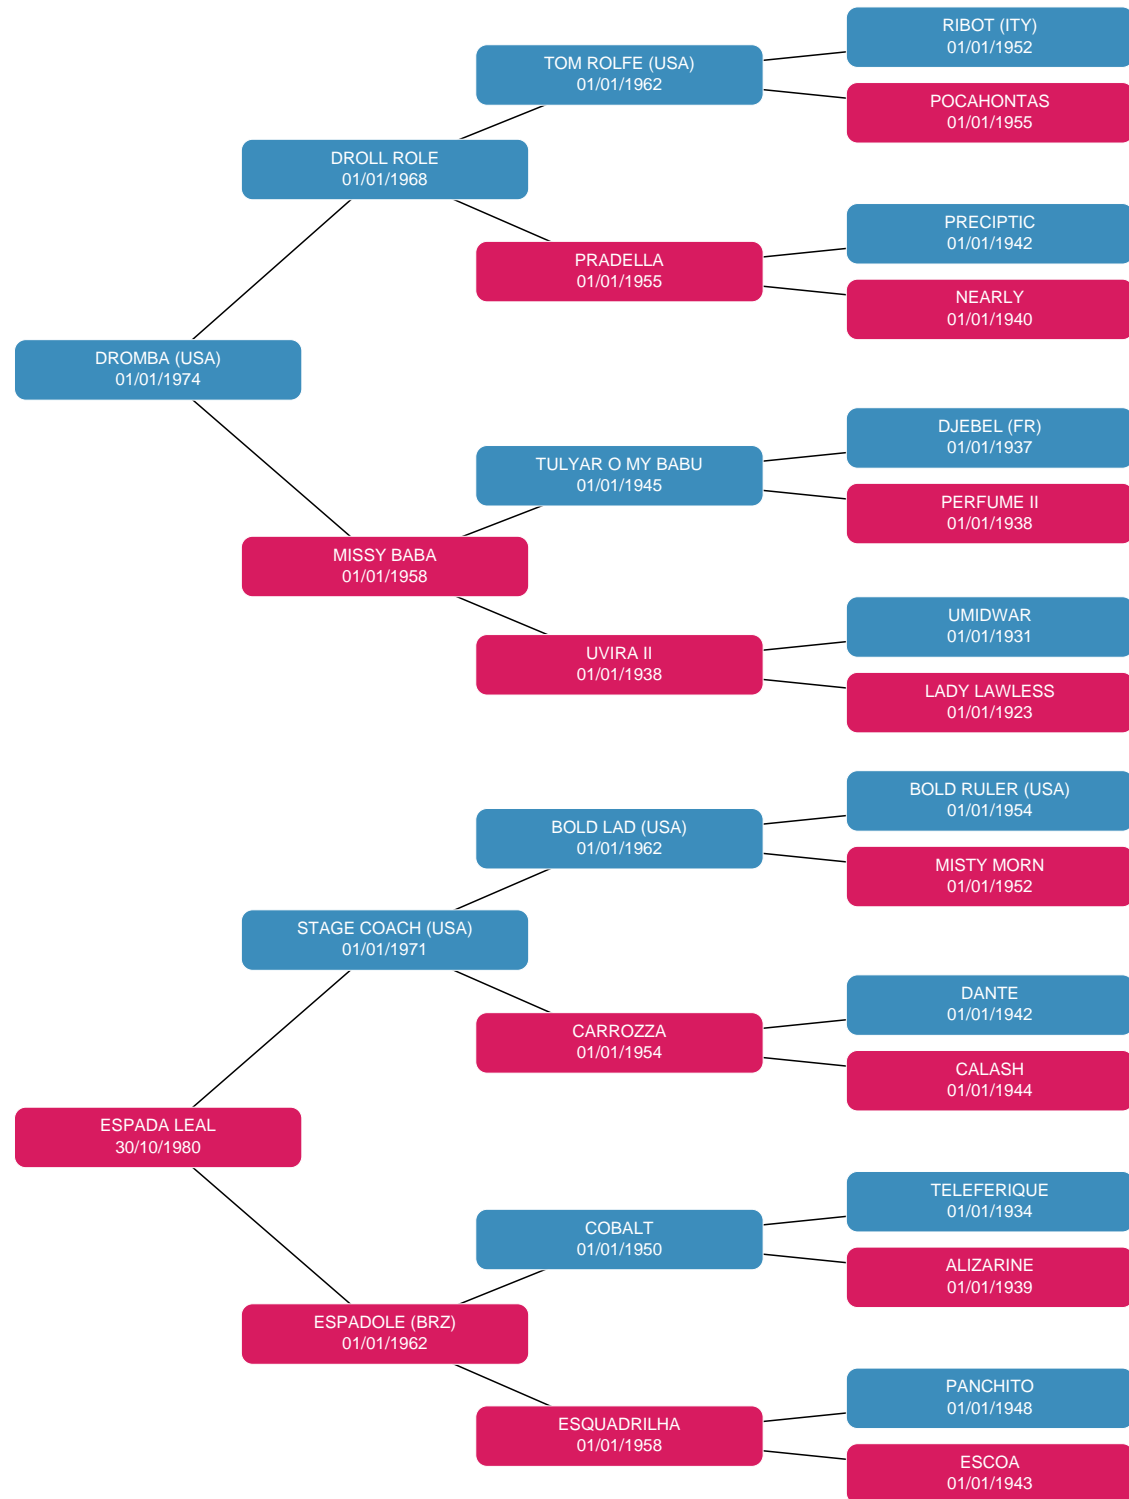 RIBOT (ITY)
01/01/1952
TOM ROLFE (USA)
01/01/1962
POCAHONTAS
01/01/1955
DROLL ROLE
01/01/1968
PRECIPTIC
01/01/1942
PRADELLA
01/01/1955
NEARLY
01/01/1940
DROMBA (USA)
01/01/1974
DJEBEL (FR)
01/01/1937
TULYAR O MY BABU
01/01/1945
PERFUME II
01/01/1938
MISSY BABA
01/01/1958
UMIDWAR
01/01/1931
UVIRA II
01/01/1938
LADY LAWLESS
01/01/1923
BOLD RULER (USA)
01/01/1954
BOLD LAD (USA)
01/01/1962
MISTY MORN
01/01/1952
STAGE COACH (USA)
01/01/1971
DANTE
01/01/1942
CARROZZA
01/01/1954
CALASH
01/01/1944
ESPADA LEAL
30/10/1980
TELEFERIQUE
01/01/1934
COBALT
01/01/1950
ALIZARINE
01/01/1939
ESPADOLE (BRZ)
01/01/1962
PANCHITO
01/01/1948
ESQUADRILHA
01/01/1958
ESCOA
01/01/1943